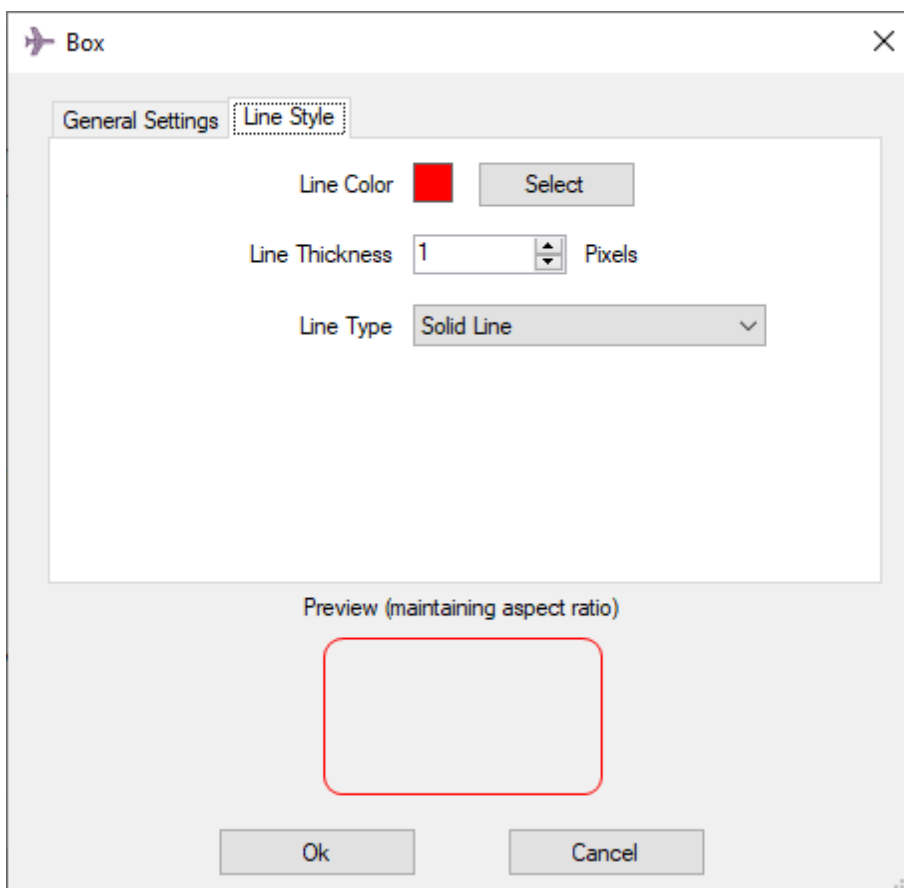 Box
General Settings
Line Style
Line Color
Select
Line Thickness 1 Pixels
Line Type Solid Line
Preview (maintaining aspect ratio)
Ok
Cancel